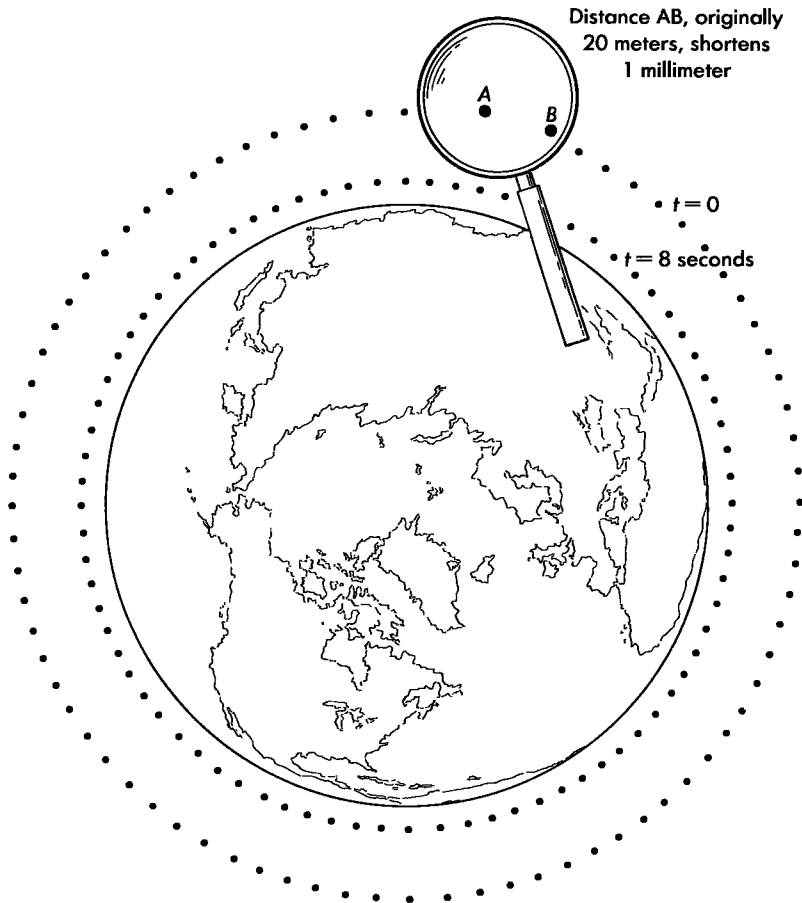 Distance AB, originally
20 meters, shortens
1 millimeter
A
B
t = 0
t = 8 seconds